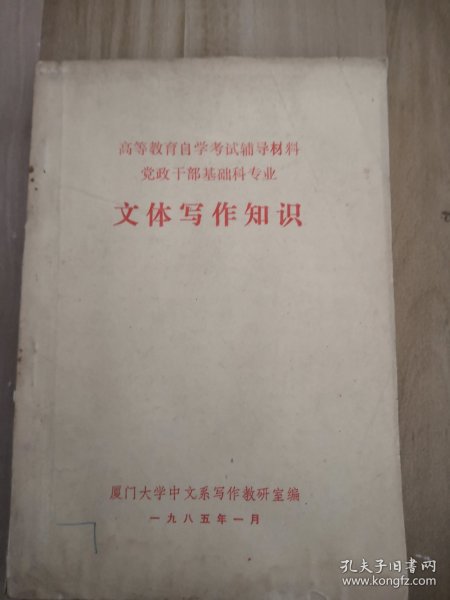 高等教育自学考试辅导材料
党政干部基础科专业
文体写作知识
厦门大学中文系写作教研室编
一九八五年一月
孔夫子旧书网
www.kongfz.com